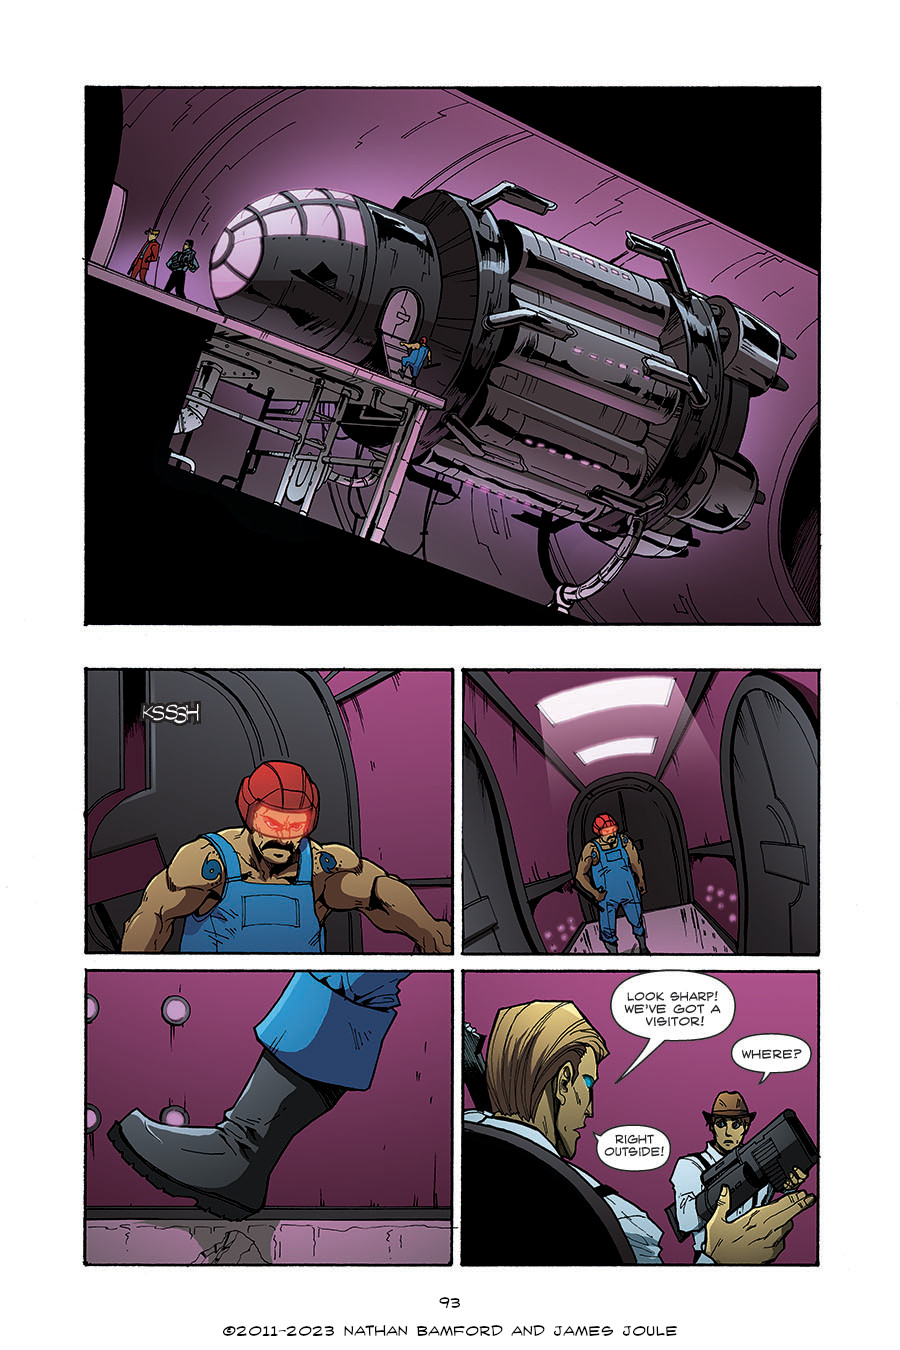 KSSSH
LOOK SHARP!
WE'VE GOT A
VISITOR!
WHERE?
RIGHT
OUTSIDE!
93
©2011-2023 NATHAN BAMFORD AND JAMES JOULE